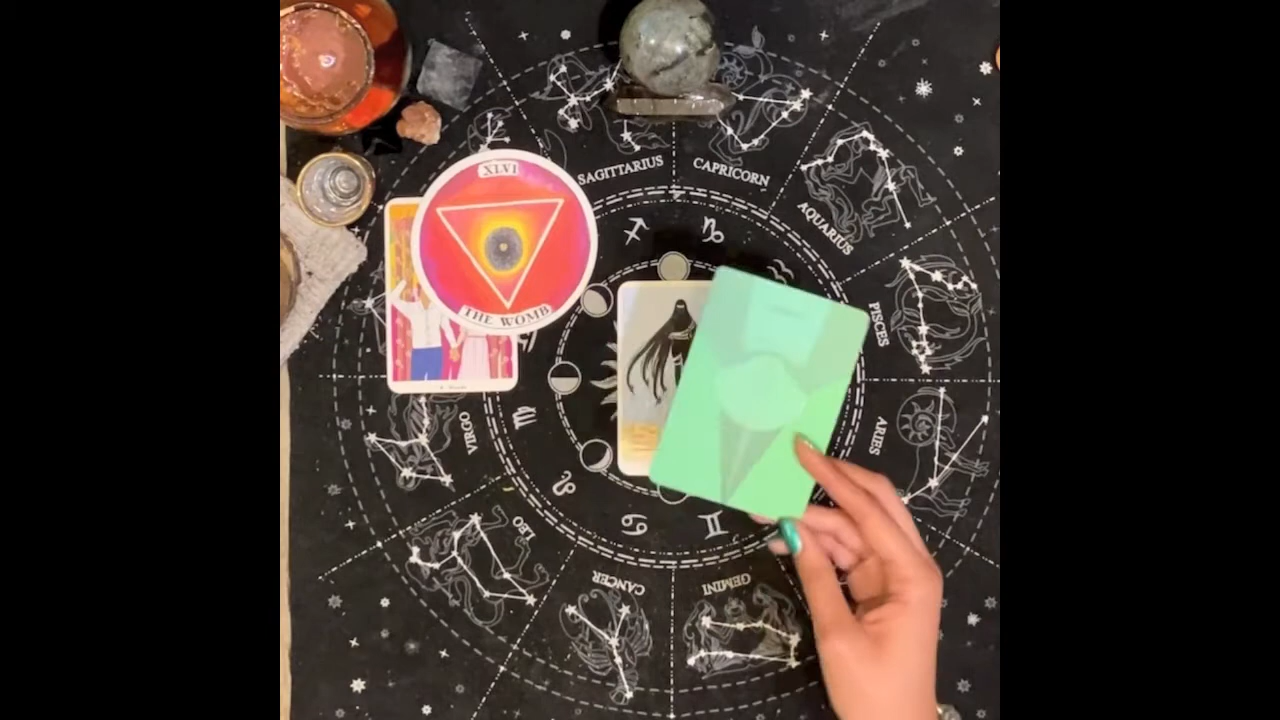 XLVI
THE WOMB
SAGITTARIUS
CAPRICORN
AQUARIUS
PISCES
ARIES
VIRGO
LEO
CANCER
GEMINI